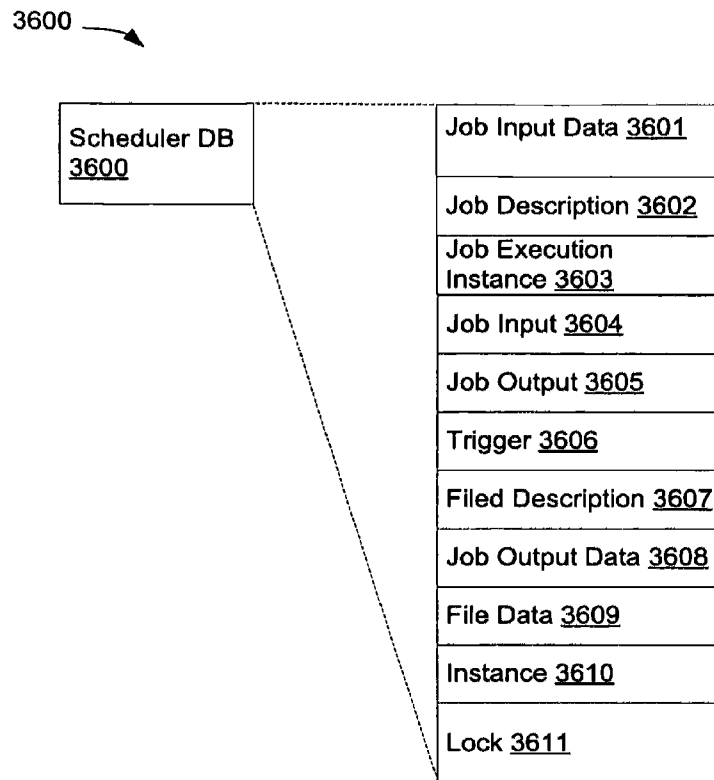 3600
Scheduler DB
3600
Job Input Data 3601
Job Description 3602
Job Execution
Instance 3603
Job Input 3604
Job Output 3605
Trigger 3606
Filed Description 3607
Job Output Data 3608
File Data 3609
Instance 3610
Lock 3611